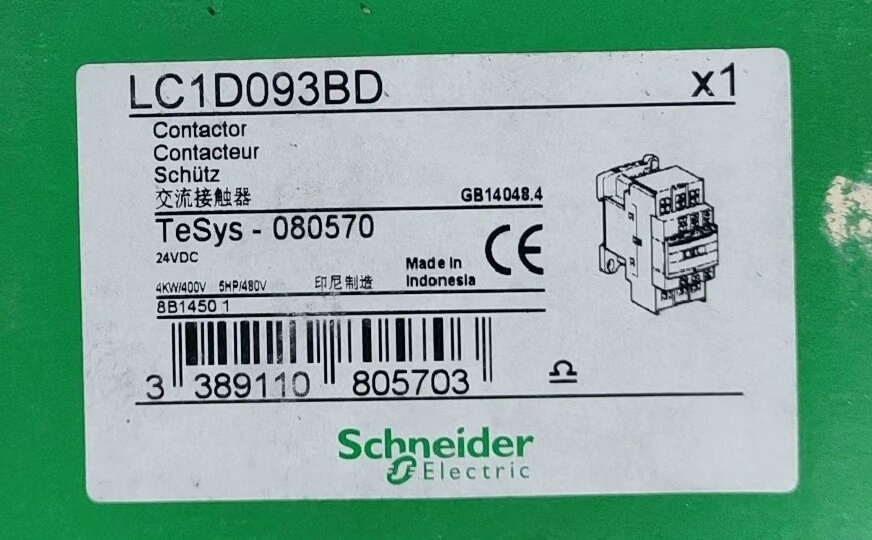 LC1D093BD x1
Contactor
Contacteur
Schütz
交流接触器 GB14048.4
TeSys - 080570
24VDC
Made in
Indonesia
CE
4KW/400V 5HP/480V 印尼制造
8B1450 1
3 389110 805703
Schneider
Electric